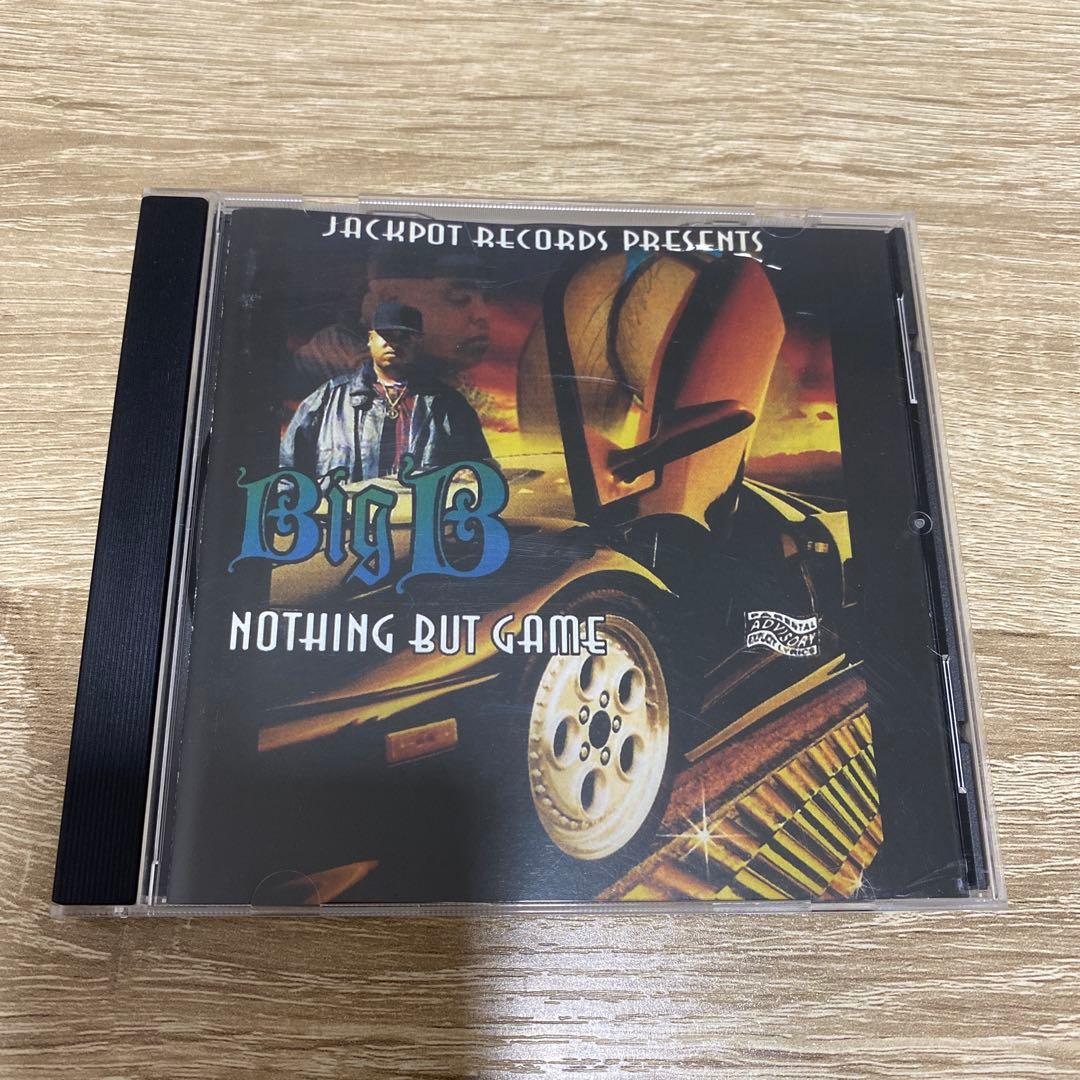 JACKPOT RECORDS PRESENTS
Big B
NOTHING BUT GAME
PARENTAL
ADVISORY
EXPLICIT LYRICS